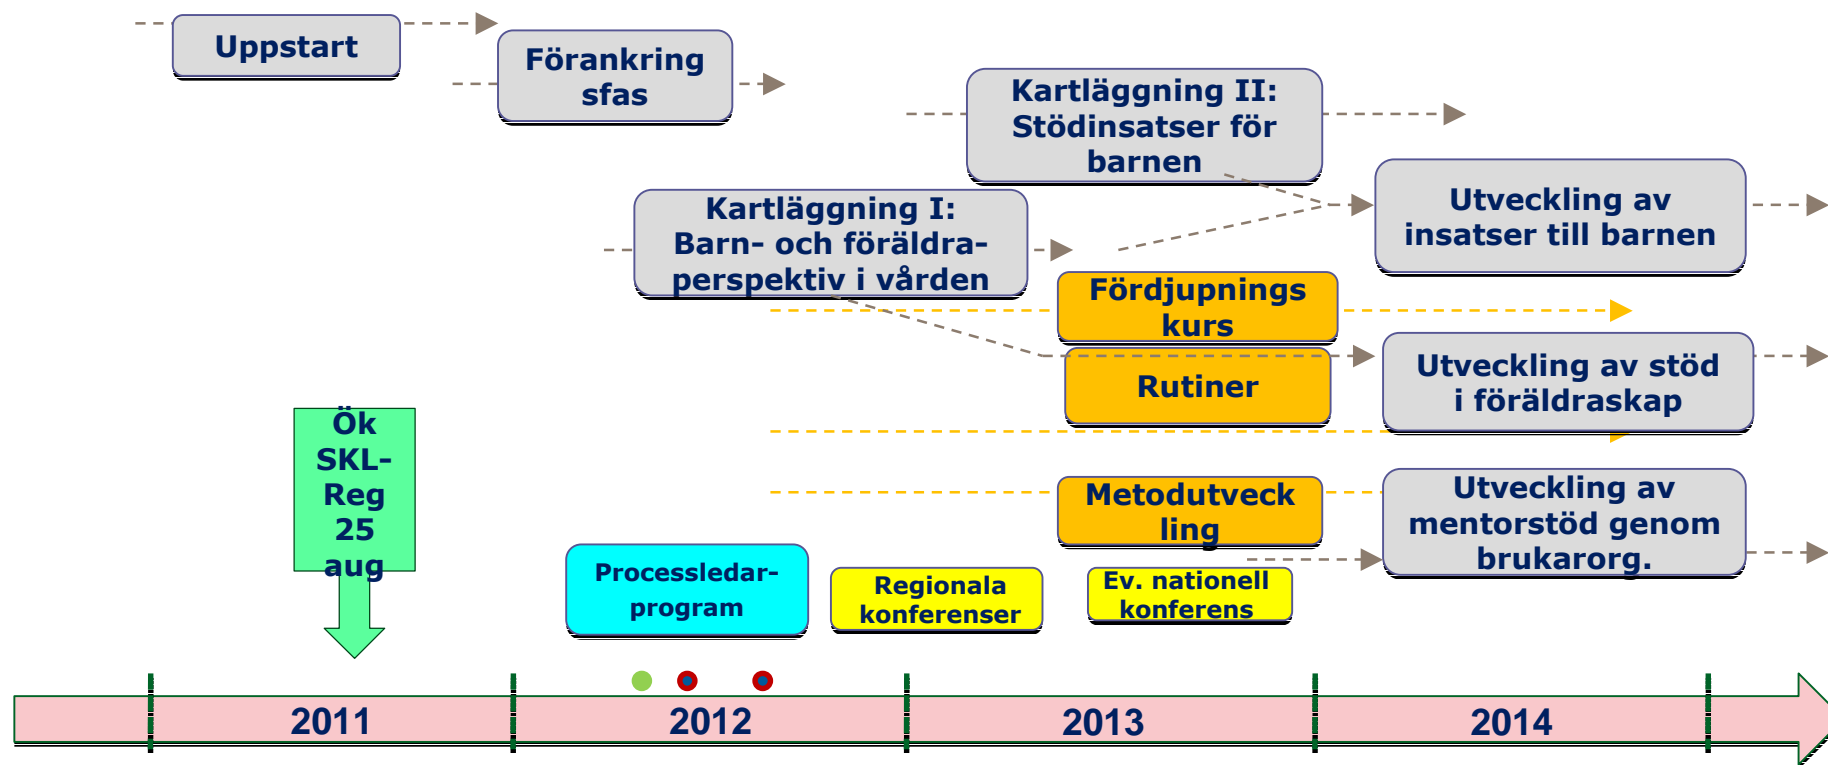 Uppstart
Förankring
sfas
Kartläggning II:
Stödinsatser för
barnen
Kartläggning I:
Barn- och föräldra-
perspektiv i vården
Utveckling av
insatser till barnen
Fördjupnings
kurs
Rutiner
Utveckling av stöd
i föräldraskap
Ök
SKL-
Reg
25
aug
Metodutveck
ling
Utveckling av
mentorstöd genom
brukarorg.
Processledar-
program
Regionala
konferenser
Ev. nationell
konferens
2011
2012
2013
2014